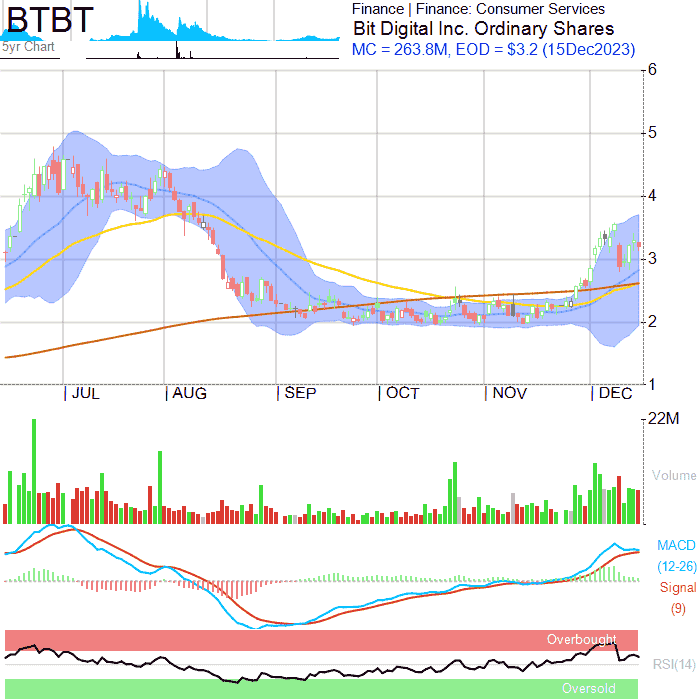 BTBT
5yr Chart
Finance | Finance: Consumer Services
Bit Digital Inc. Ordinary Shares
MC = 263.8M, EOD = $3.2 (15Dec2023)
6
5
4
3
2
1
JUL AUG SEP OCT NOV DEC
22M
Volume
MACD
(12-26)
Signal
(9)
Overbought
RSI(14)
Oversold